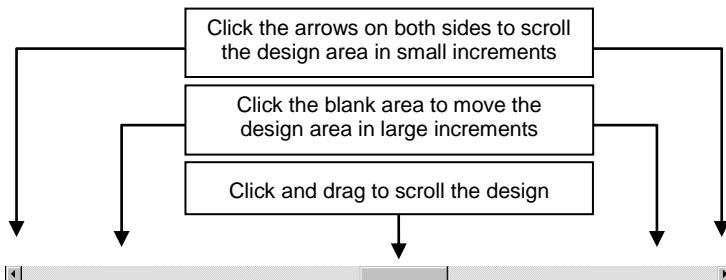 Click the arrows on both sides to scroll
the design area in small increments
Click the blank area to move the
design area in large increments
Click and drag to scroll the design